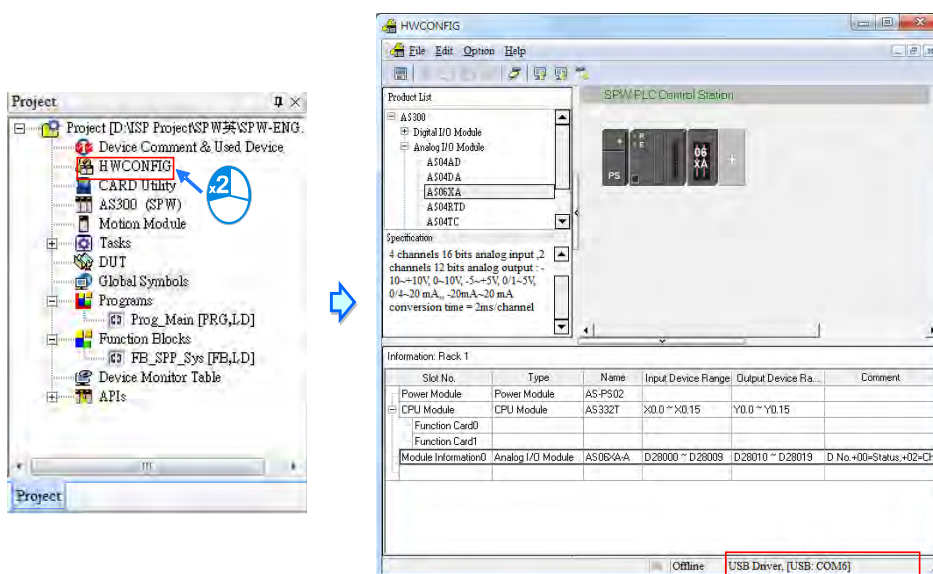 Project
Project [D:\ISP Project\SPW英\SPW-ENG.
Device Comment & Used Device
HWCONFIG
CARD Utility
AS300 (SPW)
Motion Module
Tasks
DUT
Global Symbols
Programs
Prog_Main [PRG,LD]
Function Blocks
FB_SPP_Sys [FB,LD]
Device Monitor Table
APIs
Project
x2
HWCONFIG
File Edit Option Help
Product List
AS300
Digital I/O Module
Analog I/O Module
AS04AD
AS04DA
AS06XA
AS04RTD
AS04TC
Specification
4 channels 16 bits analog input ,2
channels 12 bits analog output : -
10~+10V, 0~10V, -5~+5V, 0/1~5V,
0/4~20 mA,, -20mA~20 mA
conversion time = 2ms/channel
SPW PLC Control Station
PS
R
E
06
XA
Information: Rack 1
Slot No. Type Name Input Device Range Output Device Ra... Comment
Power Module Power Module AS-PS02
CPU Module CPU Module AS332T X0.0 ~ X0.15 Y0.0 ~ Y0.15
Function Card0
Function Card1
Module Information0 Analog I/O Module AS06XA-A D28000 ~ D28009 D28010 ~ D28019 D No.+00=Status,+02=Ch
Offline USB Driver, [USB: COM6]